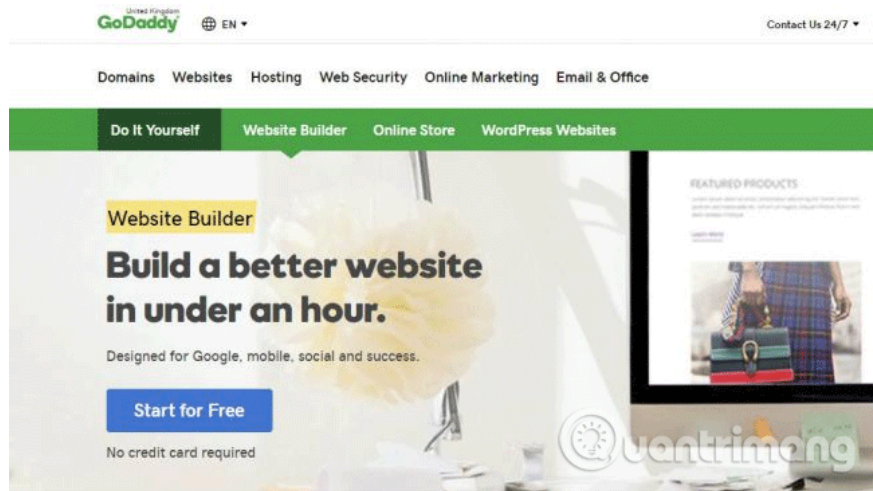 United Kingdom
GoDaddy
EN
Contact Us 24/7
Domains Websites Hosting Web Security Online Marketing Email & Office
Do It Yourself Website Builder Online Store WordPress Websites
Website Builder
Build a better website
in under an hour.
Designed for Google, mobile, social and success.
Start for Free
No credit card required
FEATURED PRODUCTS
Learn More
Quantrimang